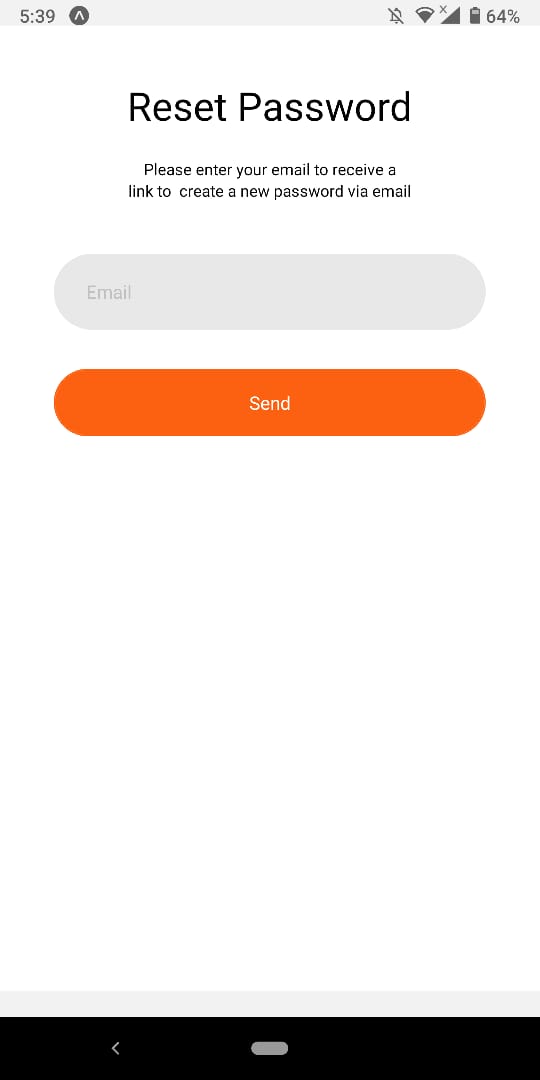 5:39 64%
Reset Password
Please enter your email to receive a
link to  create a new password via email
Email
Send